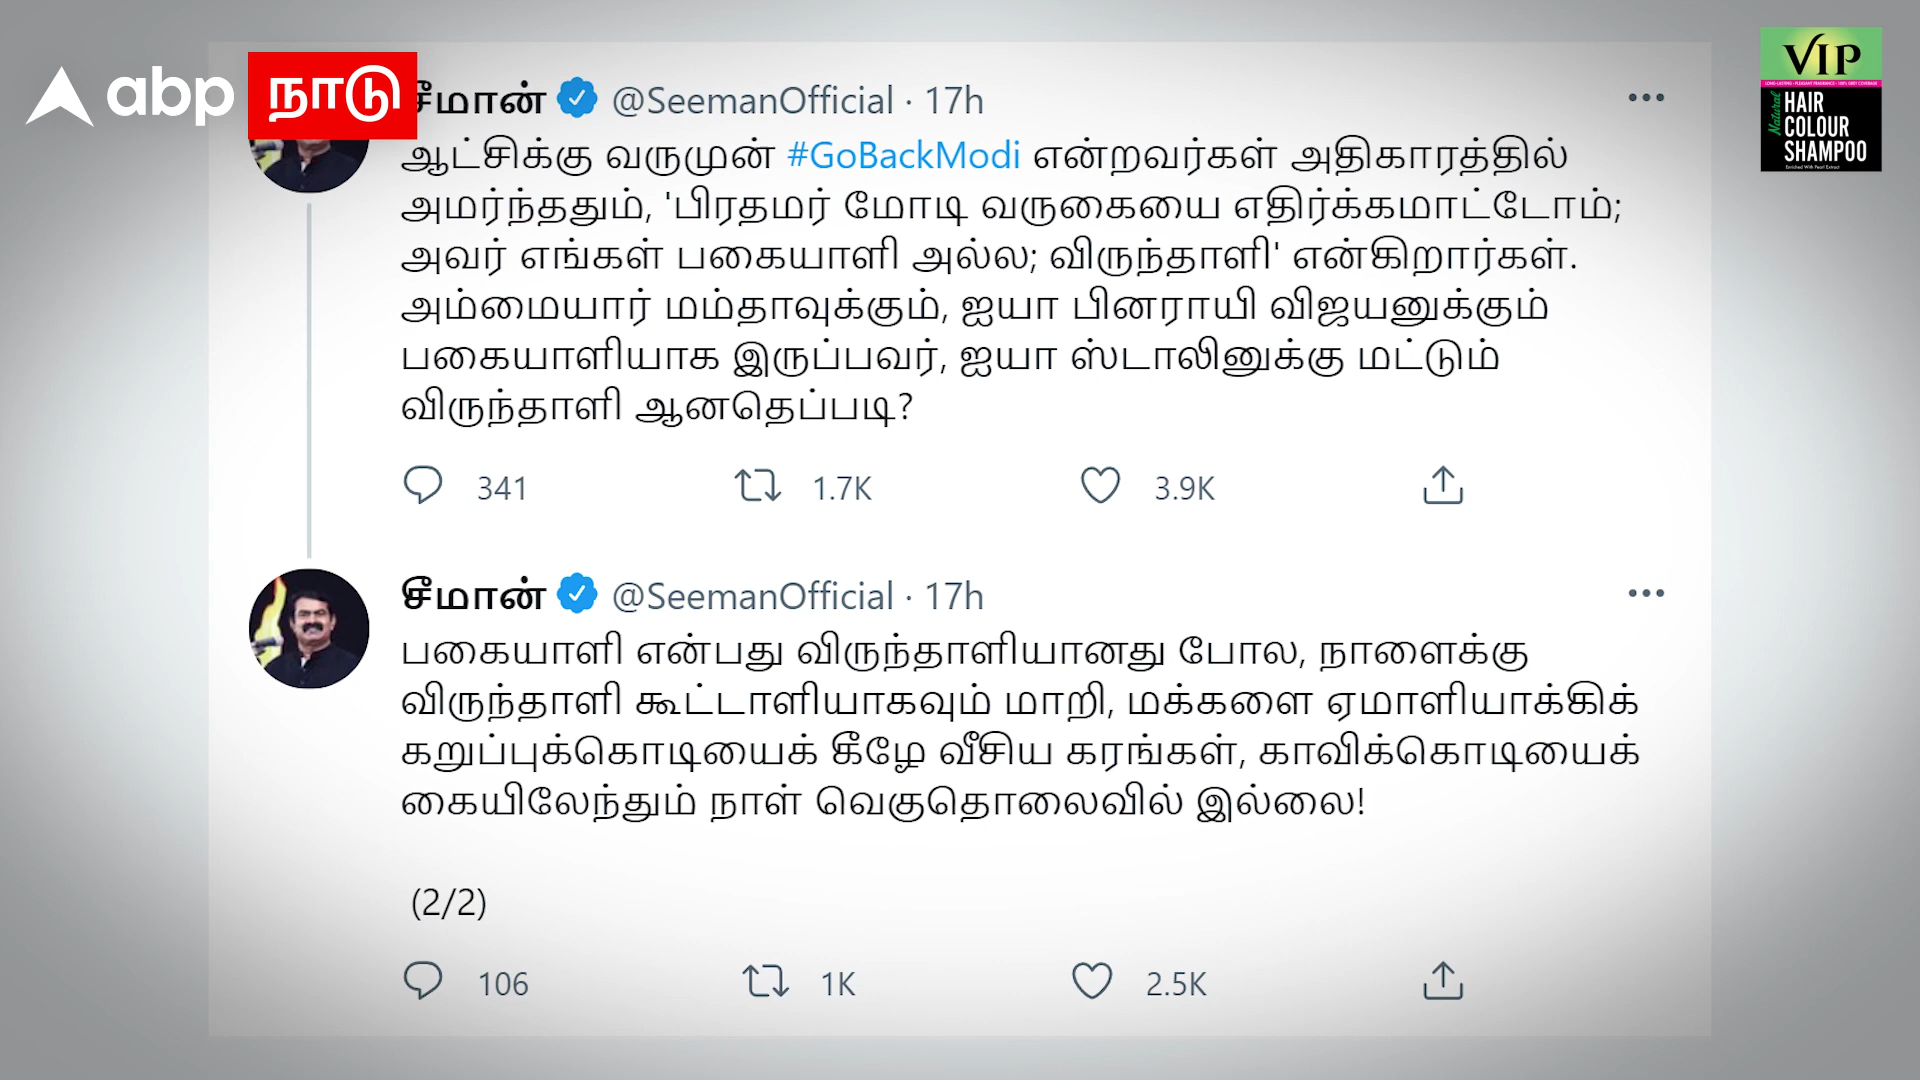 abp நாடு
சீமான் @SeemanOfficial · 17h
ஆட்சிக்கு வருமுன் #GoBackModi என்றவர்கள் அதிகாரத்தில்
அமர்ந்ததும், 'பிரதமர் மோடி வருகையை எதிர்க்கமாட்டோம்;
அவர் எங்கள் பகையாளி அல்ல; விருந்தாளி' என்கிறார்கள்.
அம்மையார் மம்தாவுக்கும், ஐயா பினராயி விஜயனுக்கும்
பகையாளியாக இருப்பவர், ஐயா ஸ்டாலினுக்கு மட்டும்
விருந்தாளி ஆனதெப்படி?
341 1.7K 3.9K
சீமான் @SeemanOfficial · 17h
பகையாளி என்பது விருந்தாளியானது போல, நாளைக்கு
விருந்தாளி கூட்டாளியாகவும் மாறி, மக்களை ஏமாளியாக்கிக்
கறுப்புக்கொடியைக் கீழே வீசிய கரங்கள், காவிக்கொடியைக்
கையிலேந்தும் நாள் வெகுதொலைவில் இல்லை!
(2/2)
106 1K 2.5K
VIP
Natural
HAIR
COLOUR
SHAMPOO